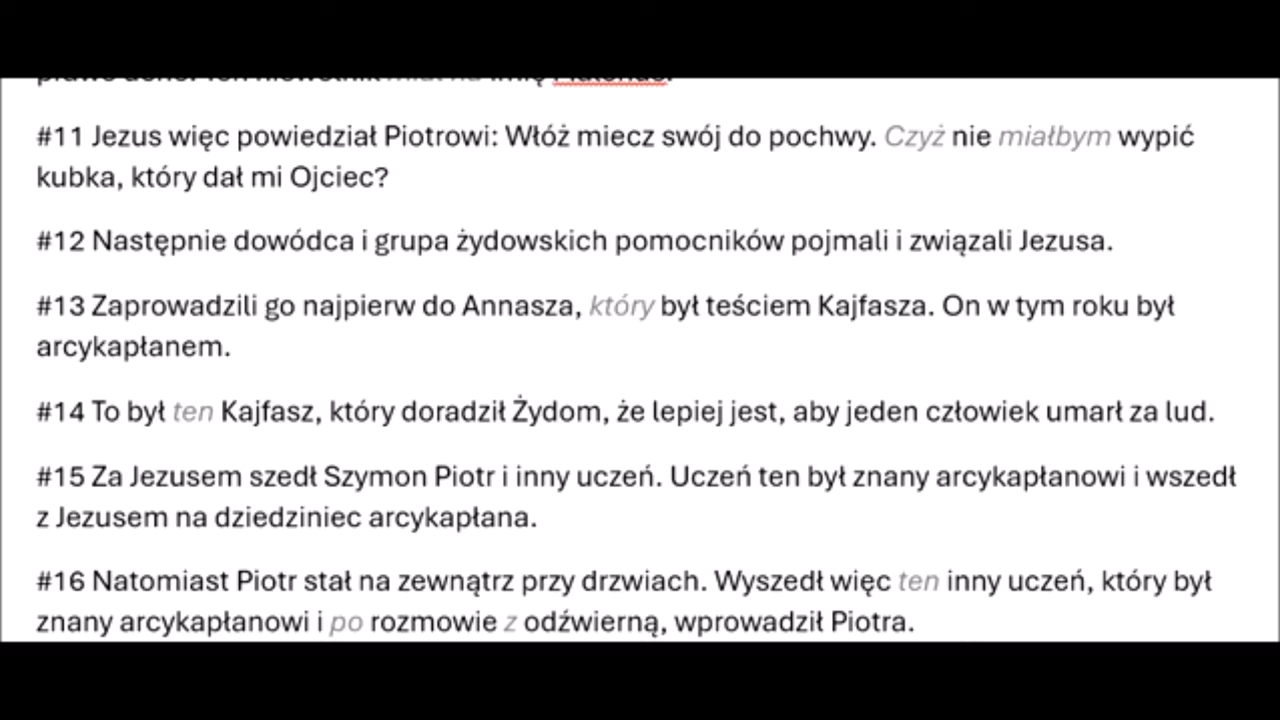 #11 Jezus więc powiedział Piotrowi: Włóż miecz swój do pochwy. Czyż nie miałbym wypić
kubka, który dał mi Ojciec?
#12 Następnie dowódca i grupa żydowskich pomocników pojmali i związali Jezusa.
#13 Zaprowadzili go najpierw do Annasza, który był teściem Kajfasza. On w tym roku był
arcykapłanem.
#14 To był ten Kajfasz, który doradził Żydom, że lepiej jest, aby jeden człowiek umarł za lud.
#15 Za Jezusem szedł Szymon Piotr i inny uczeń. Uczeń ten był znany arcykapłanowi i wszedł
z Jezusem na dziedziniec arcykapłana.
#16 Natomiast Piotr stał na zewnątrz przy drzwiach. Wyszedł więc ten inny uczeń, który był
znany arcykapłanowi i po rozmowie z odźwierną, wprowadził Piotra.